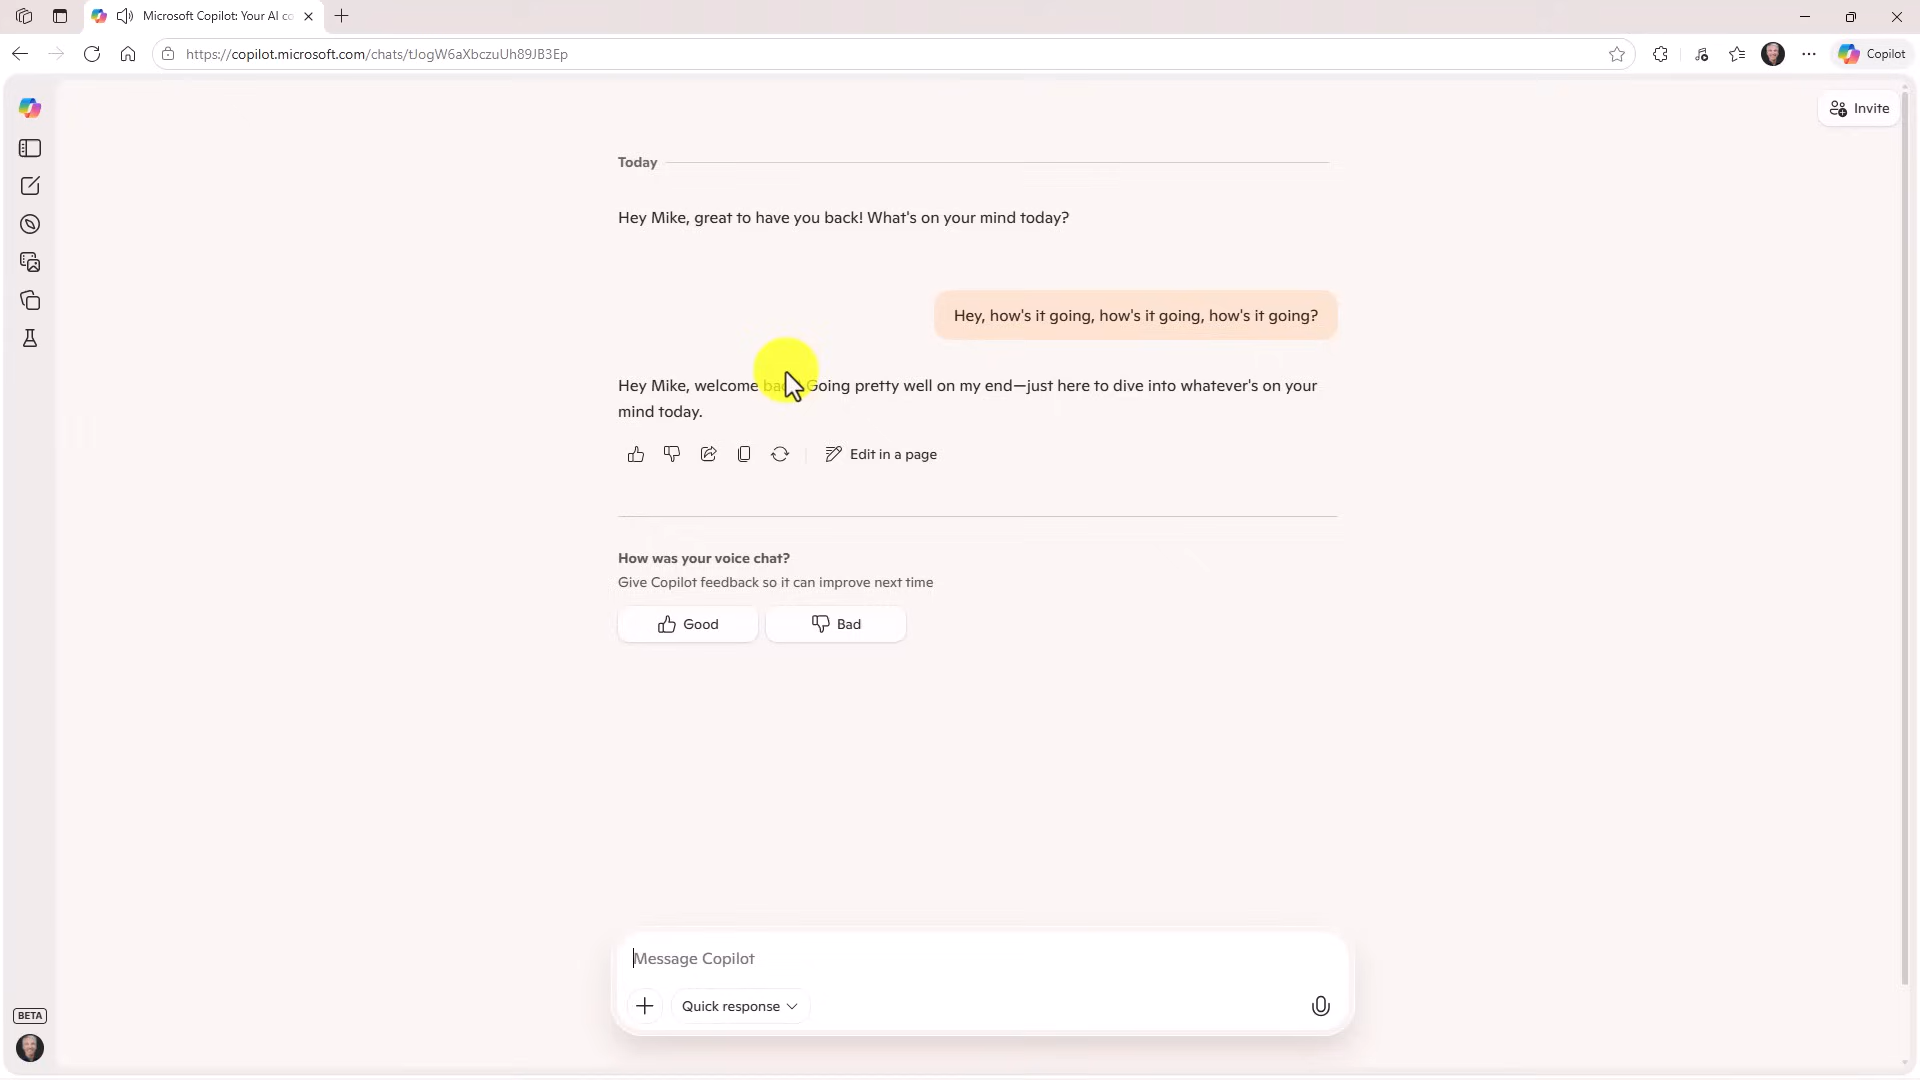 Microsoft Copilot: Your AI co
https://copilot.microsoft.com/chats/tJogW6aXbczuUh89JB3Ep
Copilot
Invite
Today
Hey Mike, great to have you back! What's on your mind today?
Hey, how's it going, how's it going, how's it going?
Hey Mike, welcome back! Going pretty well on my end—just here to dive into whatever's on your
mind today.
Edit in a page
How was your voice chat?
Give Copilot feedback so it can improve next time
Good
Bad
Message Copilot
Quick response
BETA